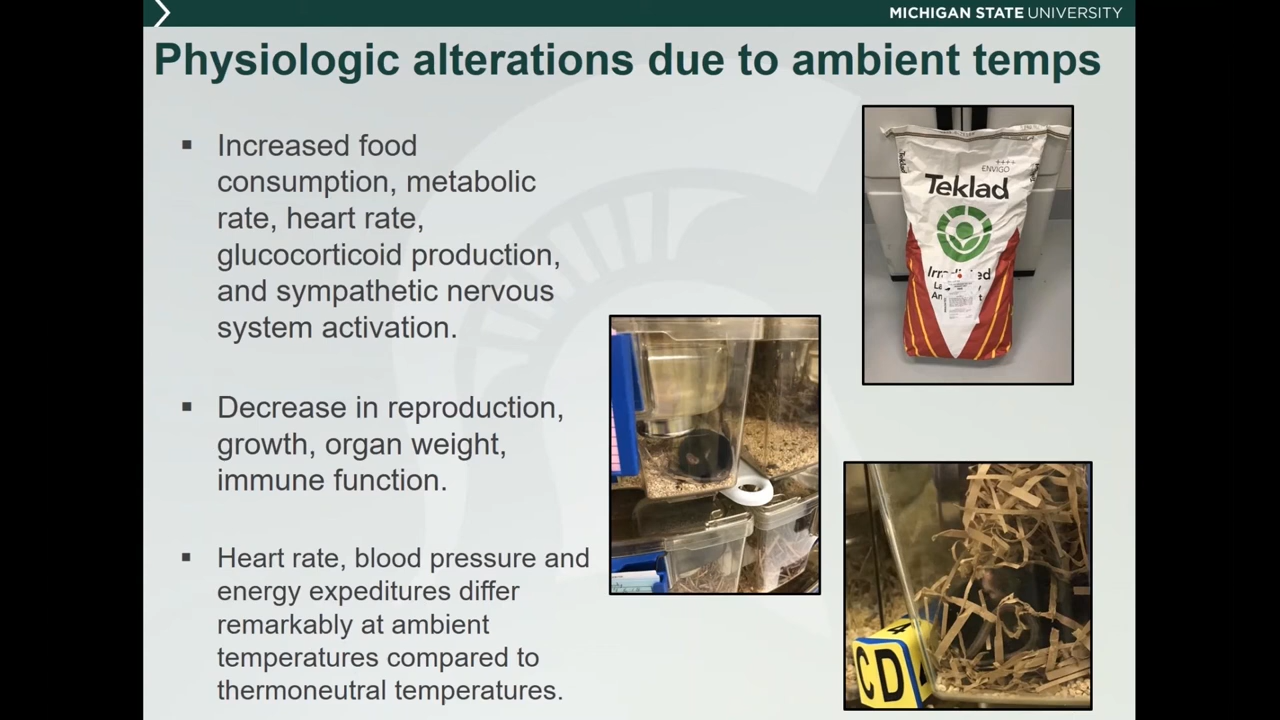 MICHIGAN STATE UNIVERSITY
Physiologic alterations due to ambient temps
▪ Increased food
consumption, metabolic
rate, heart rate,
glucocorticoid production,
and sympathetic nervous
system activation.
▪ Decrease in reproduction,
growth, organ weight,
immune function.
▪ Heart rate, blood pressure and
energy expeditures differ
remarkably at ambient
temperatures compared to
thermoneutral temperatures.
Teklad
ENVIGO
Teklad
4
CD